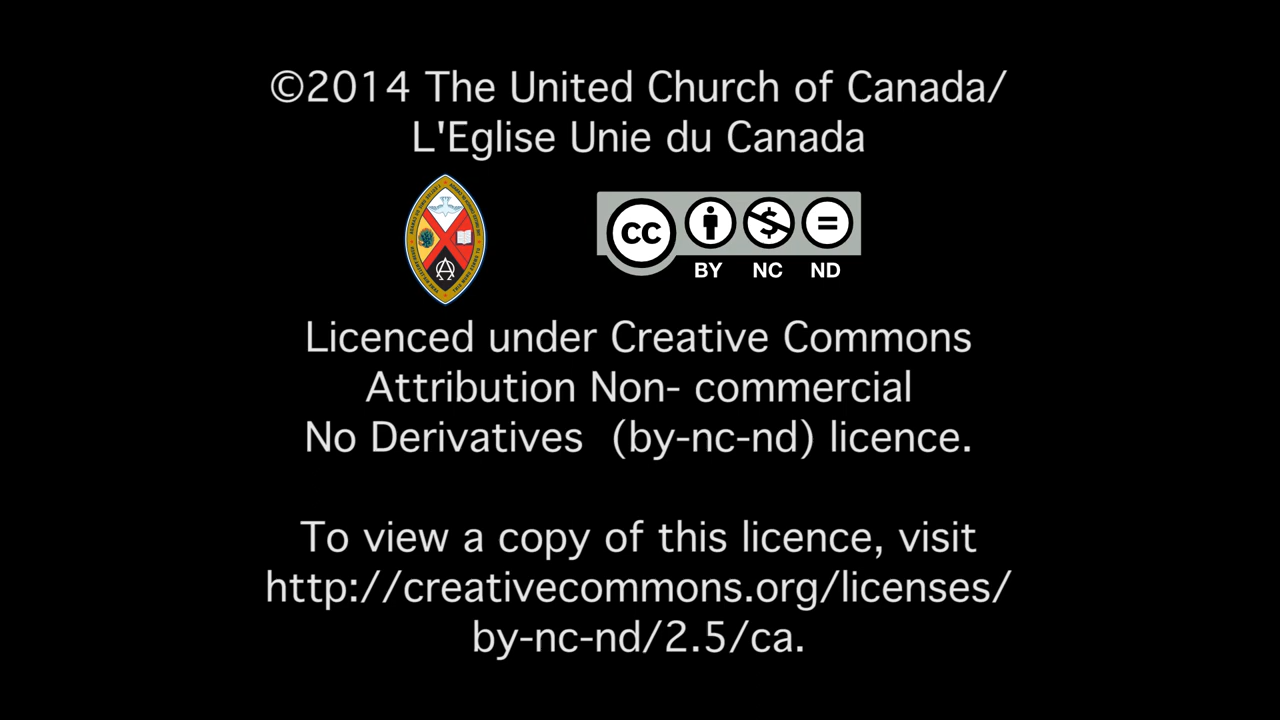 ©2014 The United Church of Canada/
L'Eglise Unie du Canada
CC
BY NC ND
Licenced under Creative Commons
Attribution Non- commercial
No Derivatives (by-nc-nd) licence.
To view a copy of this licence, visit
http://creativecommons.org/licenses/
by-nc-nd/2.5/ca.